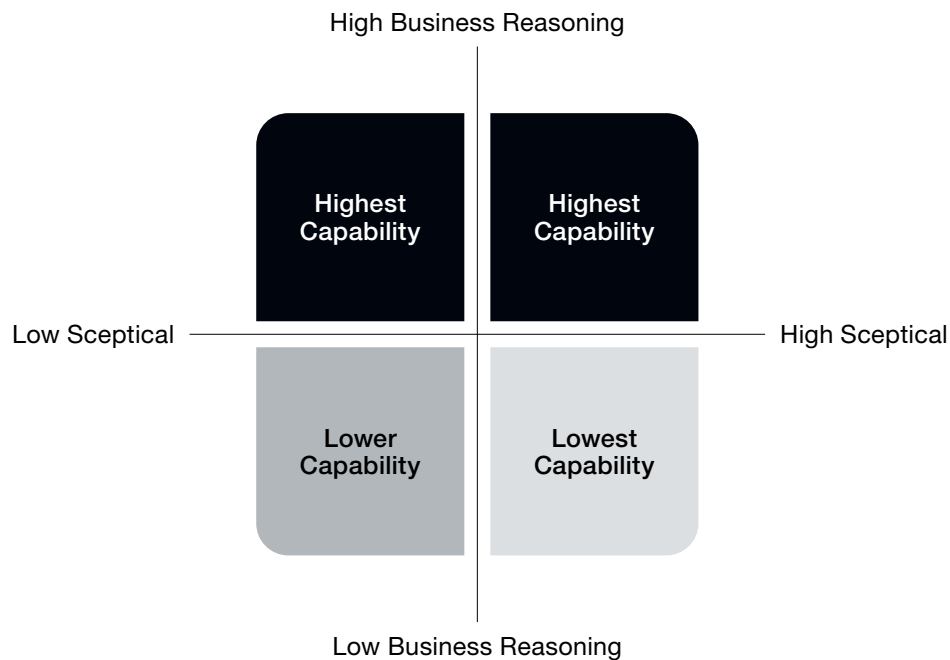 High Business Reasoning
Highest
Capability
Highest
Capability
Low Sceptical
High Sceptical
Lower
Capability
Lowest
Capability
Low Business Reasoning